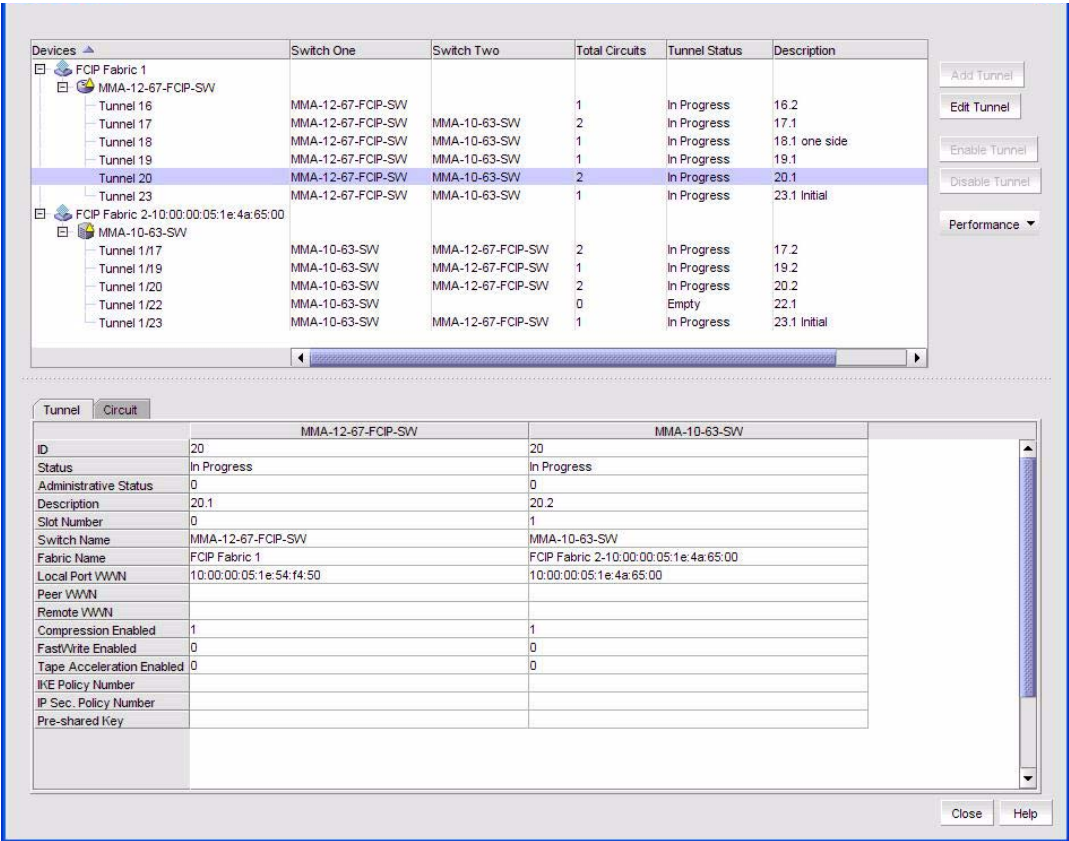 Devices Switch One Switch Two Total Circuits Tunnel Status Description
FCIP Fabric 1
MMA-12-67-FCIP-SW
Tunnel 16 MMA-12-67-FCIP-SW 1 In Progress 16.2
Tunnel 17 MMA-12-67-FCIP-SW MMA-10-63-SW 2 In Progress 17.1
Tunnel 18 MMA-12-67-FCIP-SW MMA-10-63-SW 1 In Progress 18.1 one side
Tunnel 19 MMA-12-67-FCIP-SW MMA-10-63-SW 1 In Progress 19.1
Tunnel 20 MMA-12-67-FCIP-SW MMA-10-63-SW 2 In Progress 20.1
Tunnel 23 MMA-12-67-FCIP-SW MMA-10-63-SW 1 In Progress 23.1 Initial
FCIP Fabric 2-10:00:00:05:1e:4a:65:00
MMA-10-63-SW
Tunnel 1/17 MMA-10-63-SW MMA-12-67-FCIP-SW 2 In Progress 17.2
Tunnel 1/19 MMA-10-63-SW MMA-12-67-FCIP-SW 1 In Progress 19.2
Tunnel 1/20 MMA-10-63-SW MMA-12-67-FCIP-SW 2 In Progress 20.2
Tunnel 1/22 MMA-10-63-SW 0 Empty 22.1
Tunnel 1/23 MMA-10-63-SW MMA-12-67-FCIP-SW 1 In Progress 23.1 Initial
Add Tunnel
Edit Tunnel
Enable Tunnel
Disable Tunnel
Performance
Tunnel Circuit
MMA-12-67-FCIP-SW MMA-10-63-SW
ID 20 20
Status In Progress In Progress
Administrative Status 0 0
Description 20.1 20.2
Slot Number 0 1
Switch Name MMA-12-67-FCIP-SW MMA-10-63-SW
Fabric Name FCIP Fabric 1 FCIP Fabric 2-10:00:00:05:1e:4a:65:00
Local Port WWN 10:00:00:05:1e:54:f4:50 10:00:00:05:1e:4a:65:00
Peer WWN
Remote WWN
Compression Enabled 1 1
FastWrite Enabled 0 0
Tape Acceleration Enabled 0 0
IKE Policy Number
IP Sec. Policy Number
Pre-shared Key
Close Help